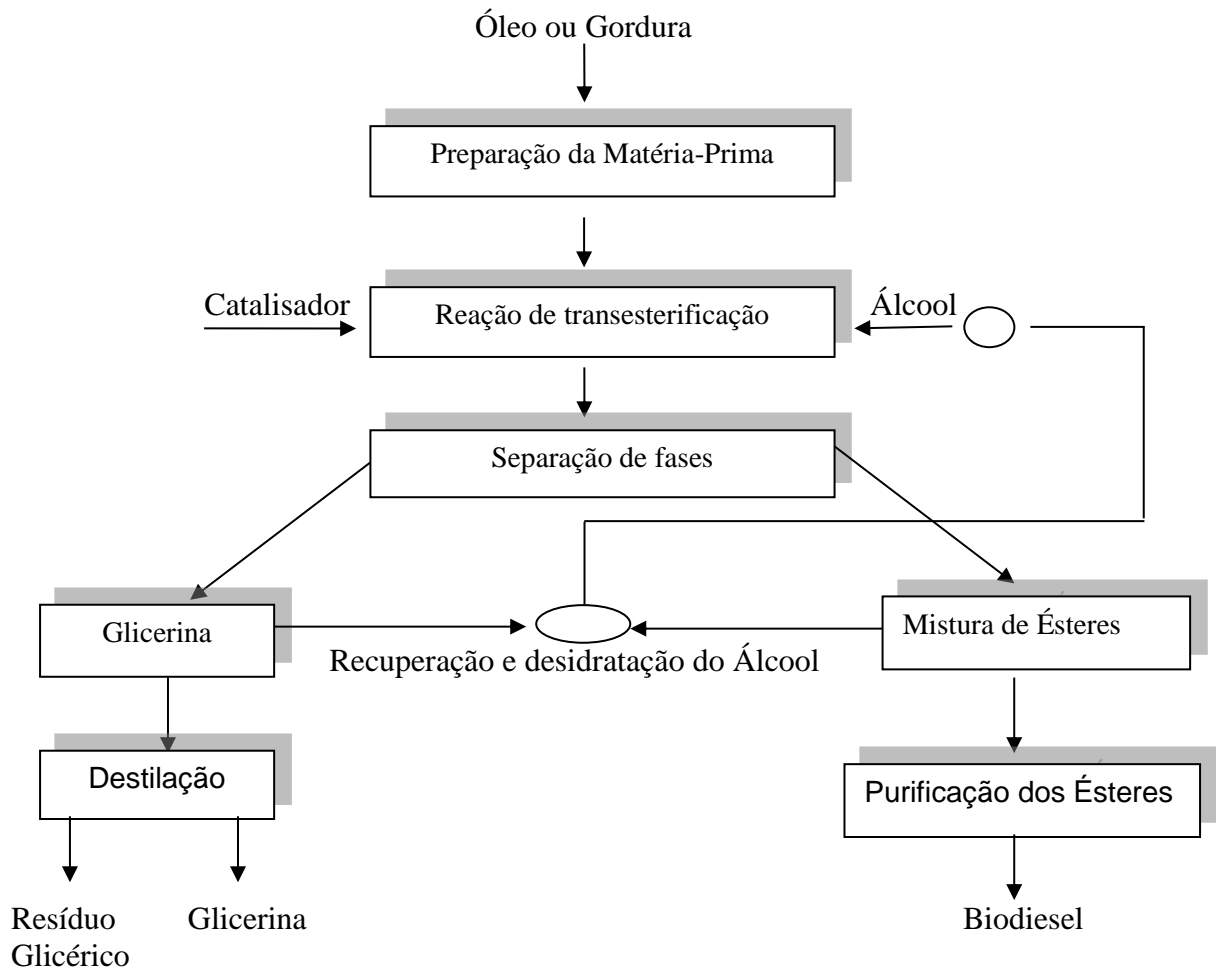 Óleo ou Gordura
Preparação da Matéria-Prima
Catalisador
Reação de transesterificação
Álcool
Separação de fases
Glicerina
Recuperação e desidratação do Álcool
Mistura de Ésteres
Destilação
Purificação dos Ésteres
Resíduo
Glicérico
Glicerina
Biodiesel